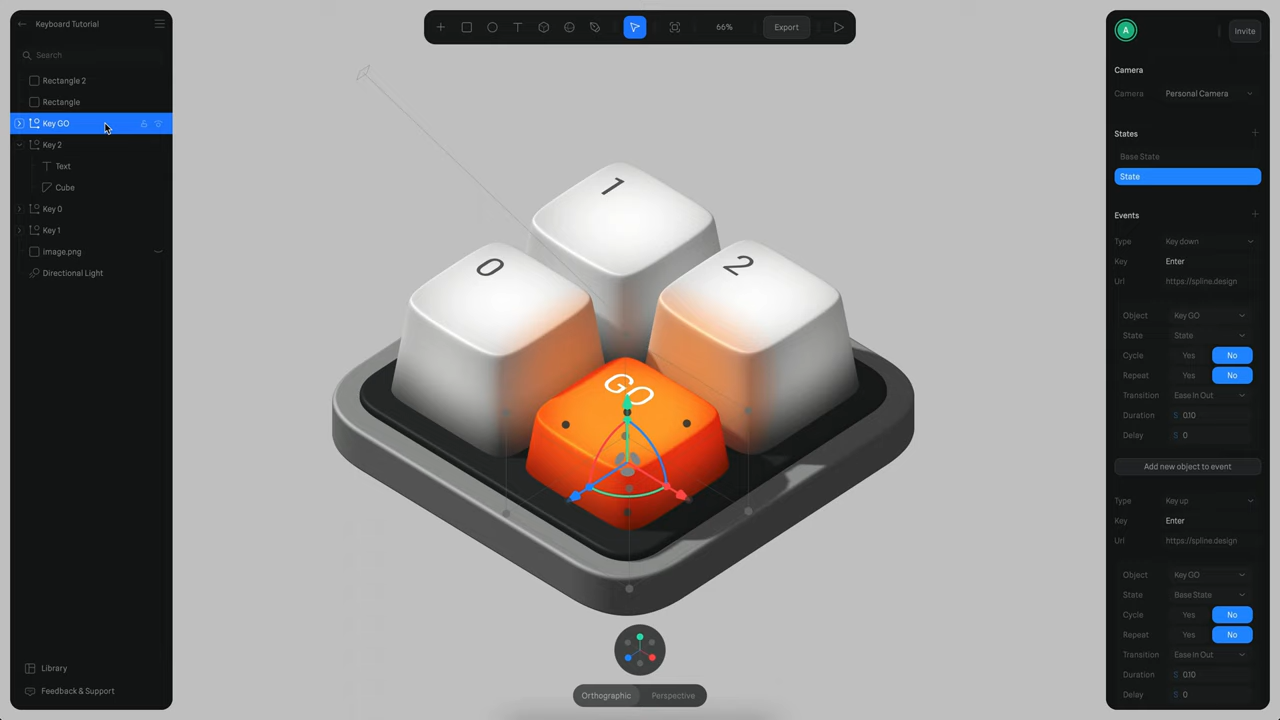 Keyboard Tutorial
66%
Export
A
Invite
Search
Rectangle 2
Rectangle
Key GO
Key 2
Text
Cube
Key 0
Key 1
image.png
Directional Light
Library
Feedback & Support
1
0
2
GO
Orthographic
Perspective
Camera
Camera Personal Camera
States
Base State
State
Events
Type Key down
Key Enter
Url https://spline.design
Object Key GO
State State
Cycle Yes No
Repeat Yes No
Transition Ease In Out
Duration S 0.10
Delay S 0
Add new object to event
Type Key up
Key Enter
Url https://spline.design
Object Key GO
State Base State
Cycle Yes No
Repeat Yes No
Transition Ease In Out
Duration S 0.10
Delay S 0